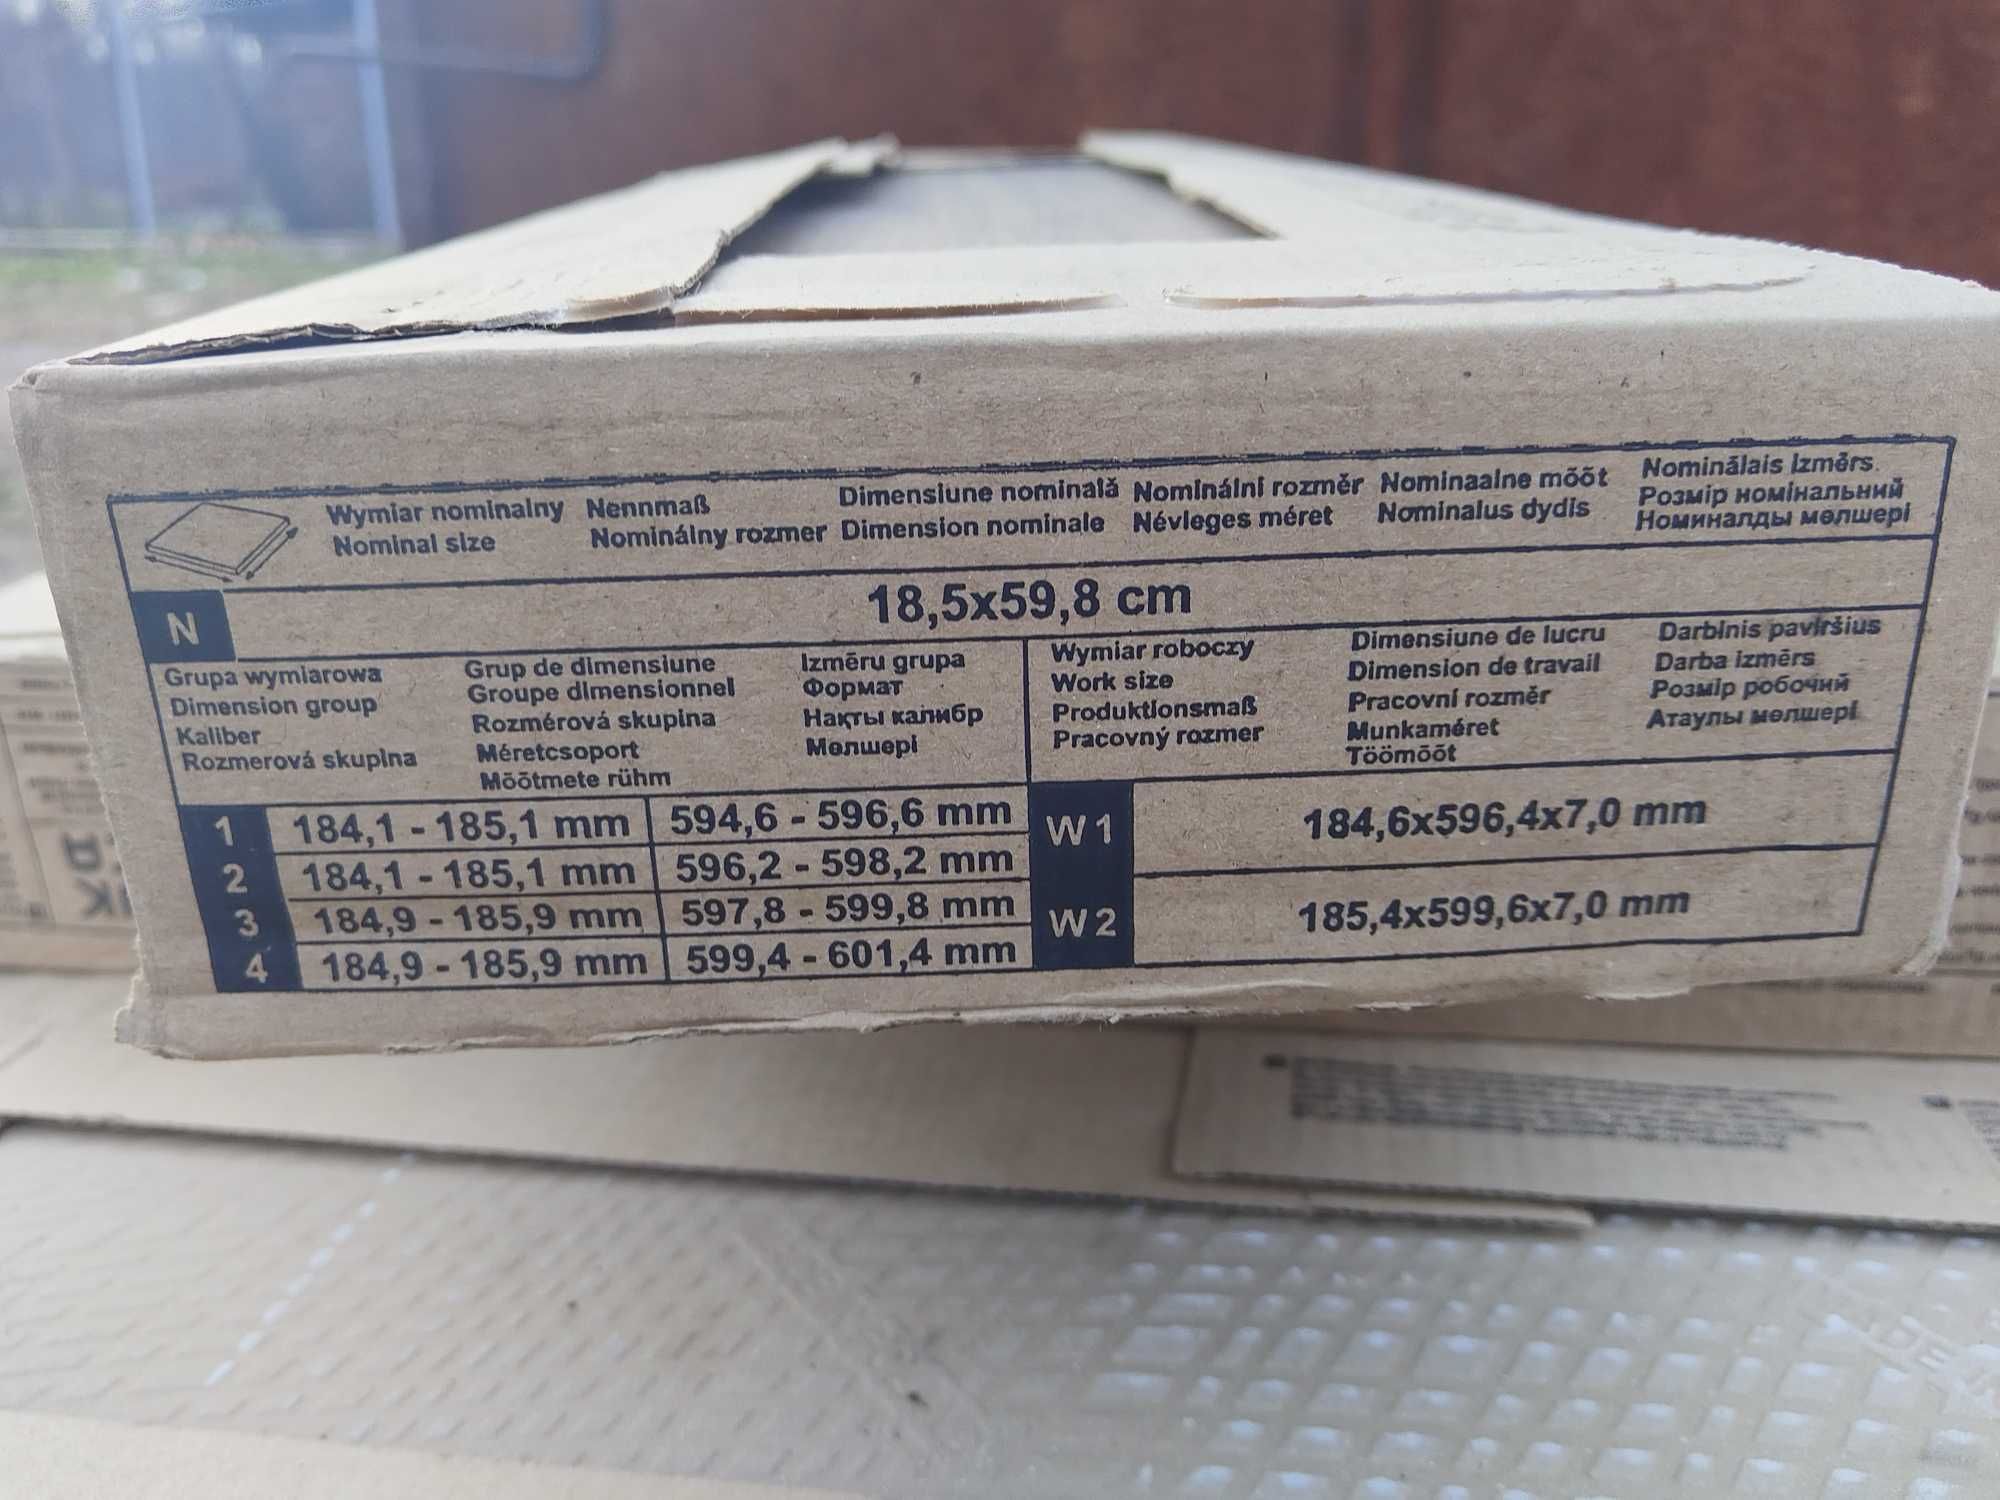 Wymiar nominalny Nennmaß Dimensiune nominală Nominální rozměr Nominaalne mõõt Nominālais izmērs
Nominal size Nominálny rozmer Dimension nominale Névleges méret Nominalus dydis Розмір номінальний
Номиналды мөлшері
N 18,5x59,8 cm
Grupa wymiarowa
Dimension group
Kaliber
Rozmerová skupina
Grup de dimensiune
Groupe dimensionnel
Rozmérová skupina
Méretcsoport
Mõõtmete rühm
Izmēru grupa
Формат
Нақты калибр
Мөлшері
Wymiar roboczy
Work size
Produktionsmaß
Pracovný rozmer
Dimensiune de lucru
Dimension de travail
Pracovní rozměr
Munkaméret
Töömõõt
Darbinis paviršius
Darba izmērs
Розмір робочий
Атаулы мөлшері
1 184,1 - 185,1 mm 594,6 - 596,6 mm
2 184,1 - 185,1 mm 596,2 - 598,2 mm
3 184,9 - 185,9 mm 597,8 - 599,8 mm
4 184,9 - 185,9 mm 599,4 - 601,4 mm
W1 184,6x596,4x7,0 mm
W2 185,4x599,6x7,0 mm